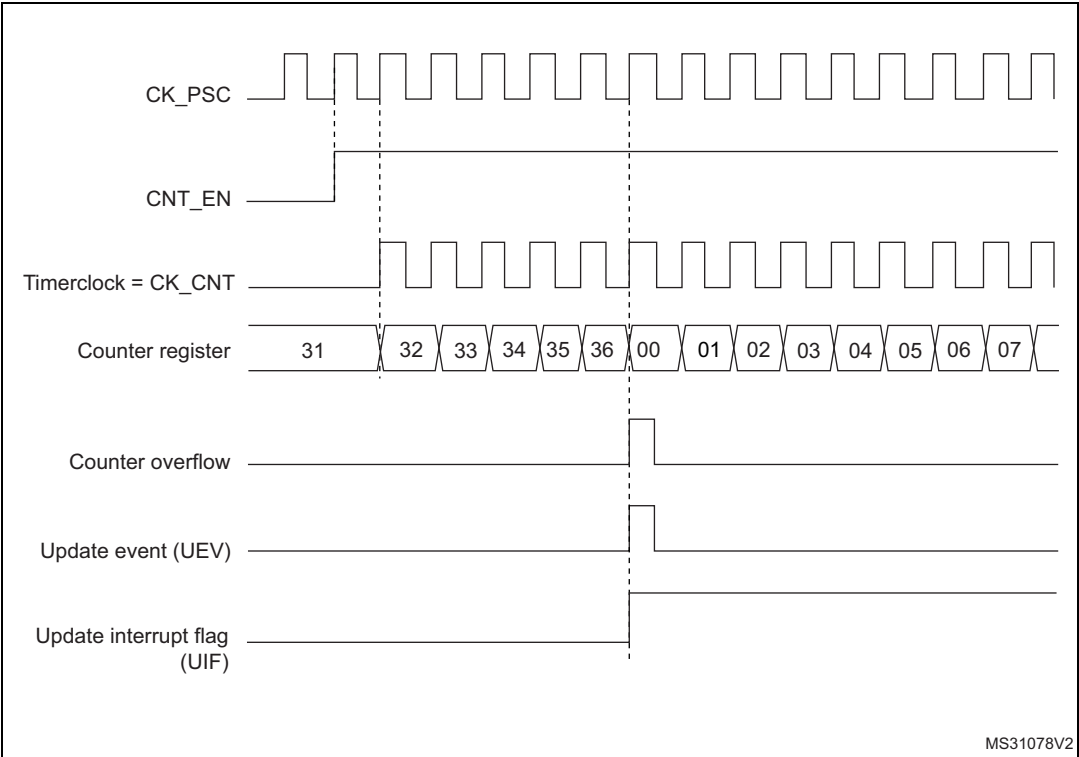 CK_PSC
CNT_EN
Timerclock = CK_CNT
Counter register 31 32 33 34 35 36 00 01 02 03 04 05 06 07
Counter overflow
Update event (UEV)
Update interrupt flag
(UIF)
MS31078V2